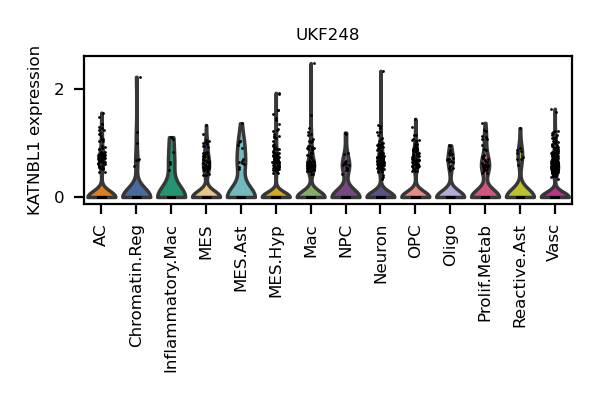 UKF248
KATNBL1 expression
2
0
AC
Chromatin.Reg
Inflammatory.Mac
MES
MES.Ast
MES.Hyp
Mac
NPC
Neuron
OPC
Oligo
Prolif.Metab
Reactive.Ast
Vasc